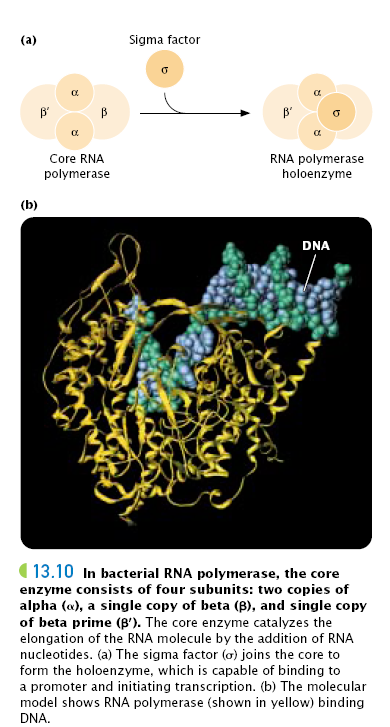 (a)
Sigma factor
σ
α
β′
β
α
α
β′
σ
α
Core RNA
polymerase
RNA polymerase
holoenzyme
(b)
DNA
13.10 In bacterial RNA polymerase, the core
enzyme consists of four subunits: two copies of
alpha (α), a single copy of beta (β), and single copy
of beta prime (β′). The core enzyme catalyzes the
elongation of the RNA molecule by the addition of RNA
nucleotides. (a) The sigma factor (σ) joins the core to
form the holoenzyme, which is capable of binding to
a promoter and initiating transcription. (b) The molecular
model shows RNA polymerase (shown in yellow) binding
DNA.